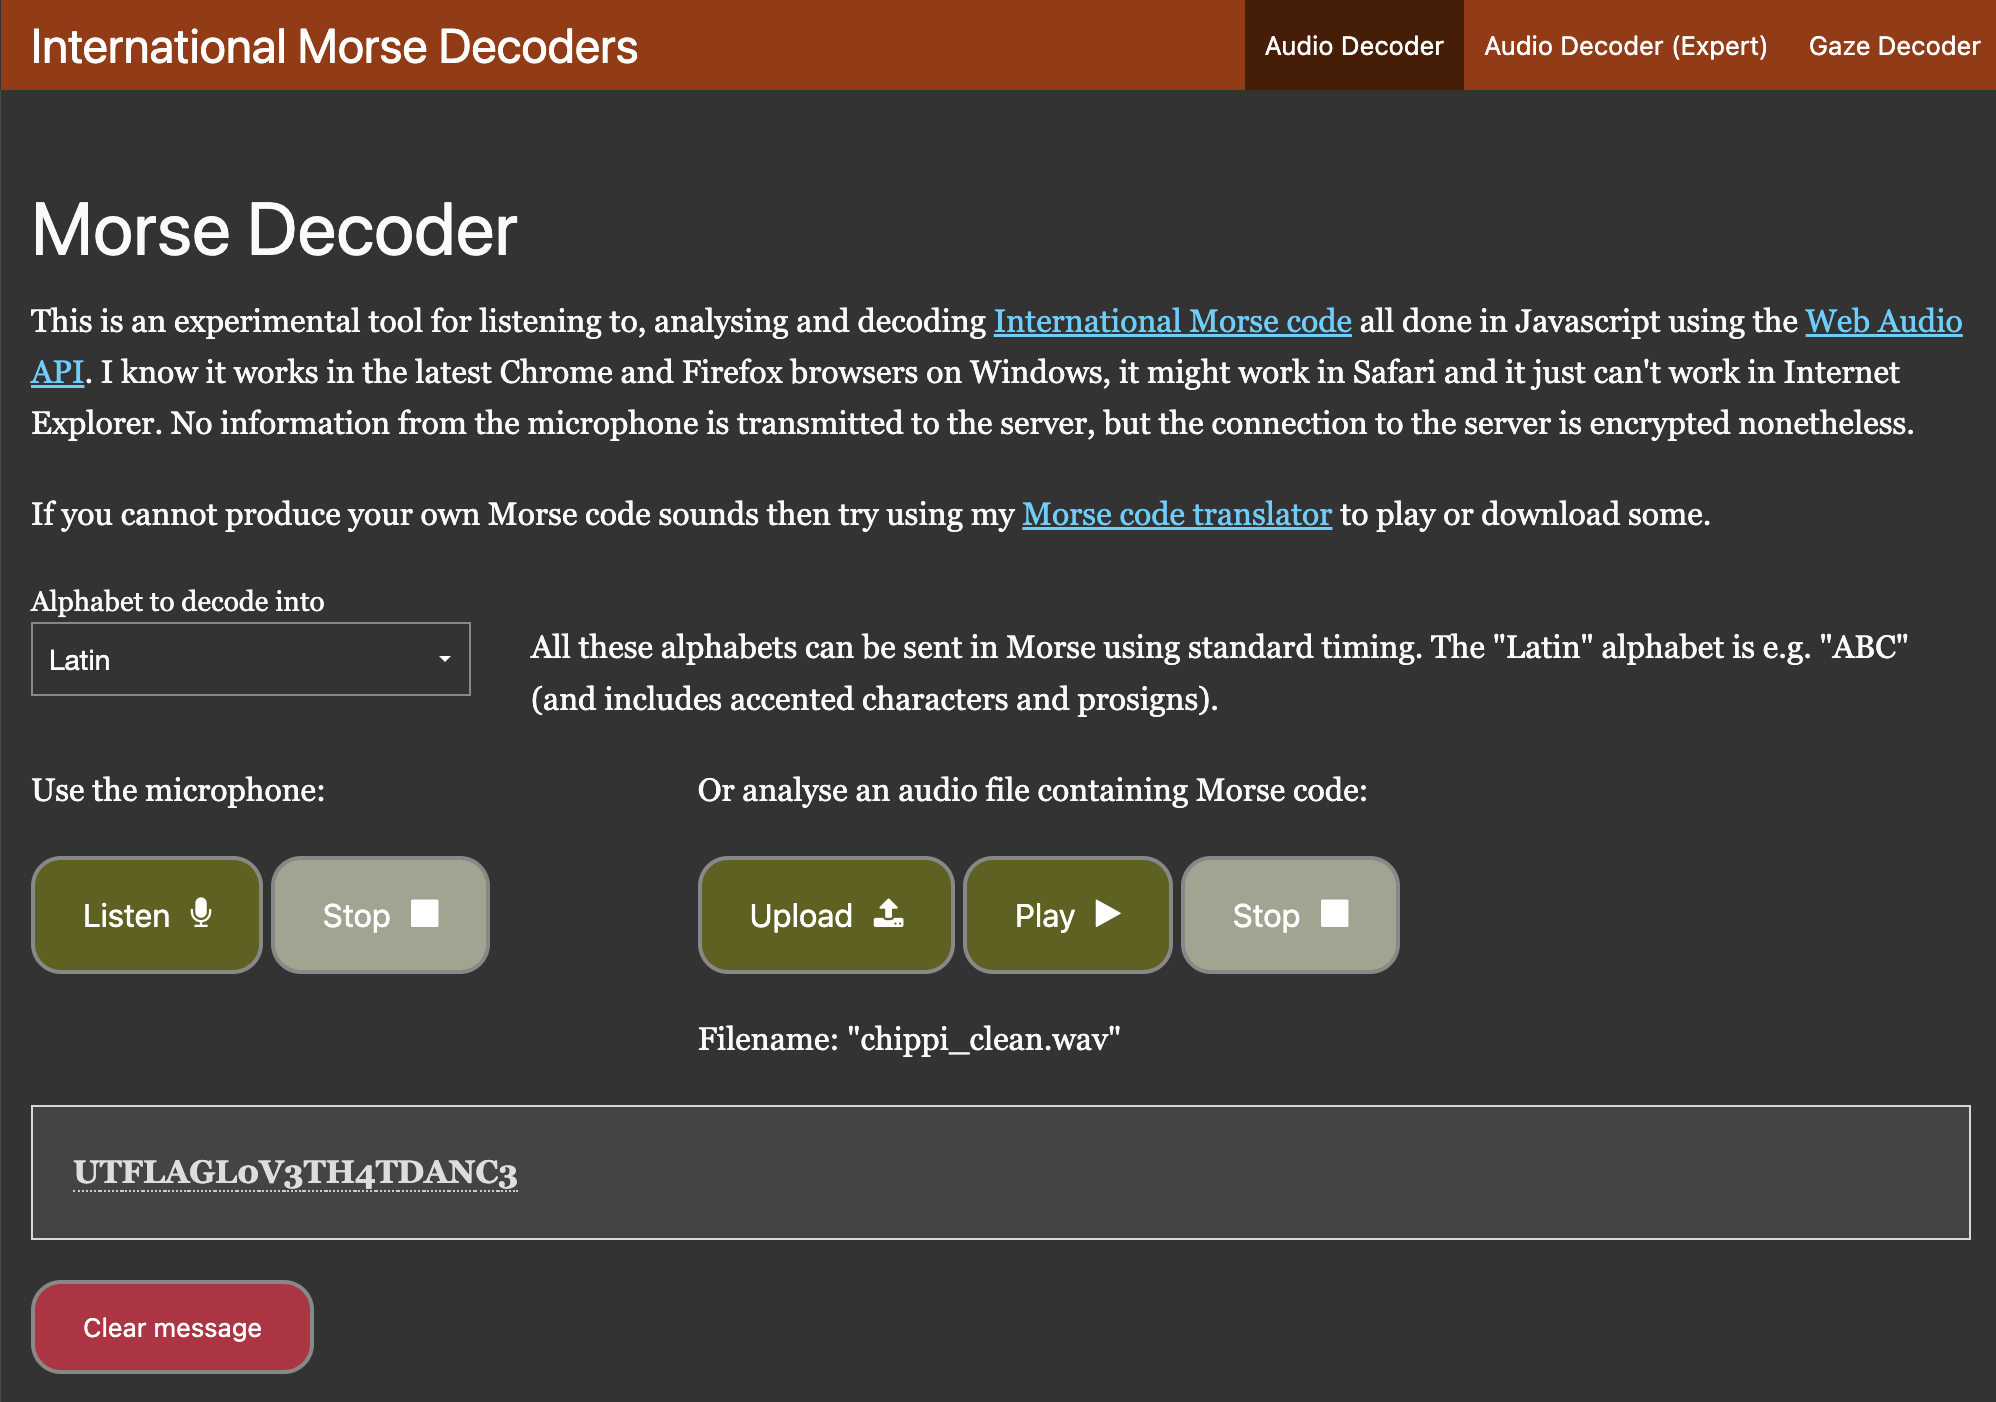 International Morse Decoders
Audio Decoder
Audio Decoder (Expert)
Gaze Decoder
Morse Decoder
This is an experimental tool for listening to, analysing and decoding International Morse code all done in Javascript using the Web Audio
API. I know it works in the latest Chrome and Firefox browsers on Windows, it might work in Safari and it just can't work in Internet
Explorer. No information from the microphone is transmitted to the server, but the connection to the server is encrypted nonetheless.
If you cannot produce your own Morse code sounds then try using my Morse code translator to play or download some.
Alphabet to decode into
Latin
All these alphabets can be sent in Morse using standard timing. The "Latin" alphabet is e.g. "ABC"
(and includes accented characters and prosigns).
Use the microphone:
Listen
Stop
Or analyse an audio file containing Morse code:
Upload
Play
Stop
Filename: "chippi_clean.wav"
UTFLAGL0V3TH4TDANC3
Clear message